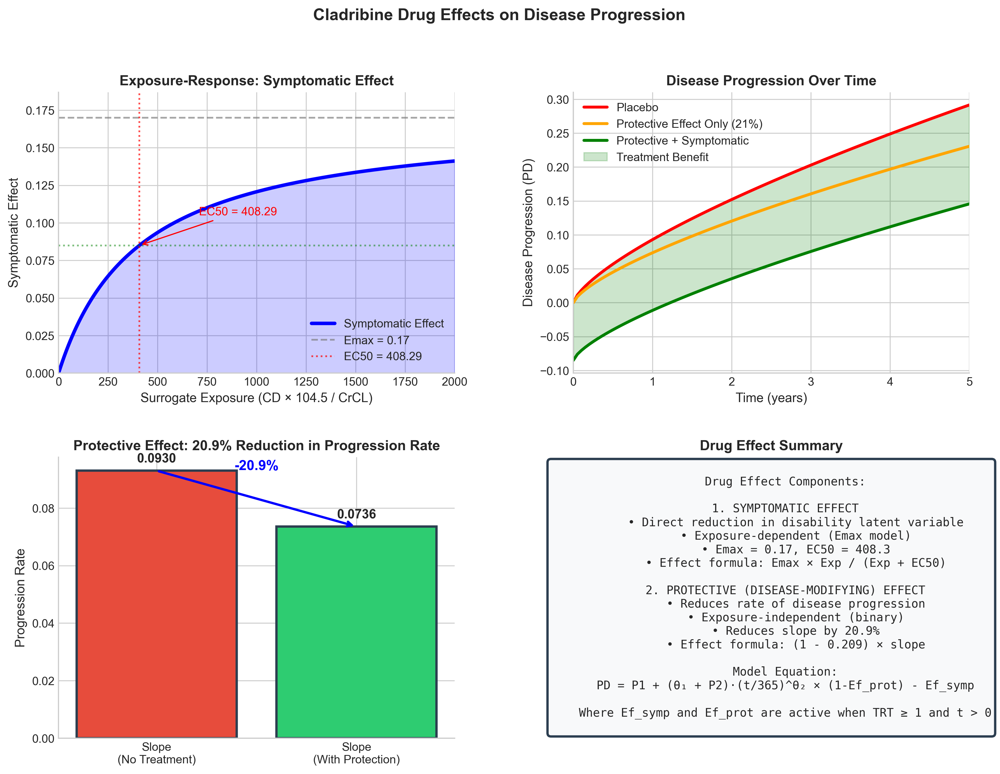 Cladribine Drug Effects on Disease Progression
Exposure-Response: Symptomatic Effect
Symptomatic Effect
0.175
0.150
0.125
0.100
0.075
0.050
0.025
0.000
EC50 = 408.29
Symptomatic Effect
Emax = 0.17
EC50 = 408.29
0 250 500 750 1000 1250 1500 1750 2000
Surrogate Exposure (CD × 104.5 / CrCL)
Disease Progression Over Time
Disease Progression (PD)
0.30
0.25
0.20
0.15
0.10
0.05
0.00
−0.05
−0.10
Placebo
Protective Effect Only (21%)
Protective + Symptomatic
Treatment Benefit
0 1 2 3 4 5
Time (years)
Protective Effect: 20.9% Reduction in Progression Rate
Progression Rate
0.08
0.06
0.04
0.02
0.00
0.0930
-20.9%
0.0736
Slope
(No Treatment)
Slope
(With Protection)
Drug Effect Summary
Drug Effect Components:
1. SYMPTOMATIC EFFECT
• Direct reduction in disability latent variable
• Exposure-dependent (Emax model)
• Emax = 0.17, EC50 = 408.3
• Effect formula: Emax × Exp / (Exp + EC50)
2. PROTECTIVE (DISEASE-MODIFYING) EFFECT
• Reduces rate of disease progression
• Exposure-independent (binary)
• Reduces slope by 20.9%
• Effect formula: (1 - 0.209) × slope
Model Equation:
PD = P1 + (θ₁ + P2)·(t/365)^θ₂ × (1-Ef_prot) - Ef_symp
Where Ef_symp and Ef_prot are active when TRT ≥ 1 and t > 0